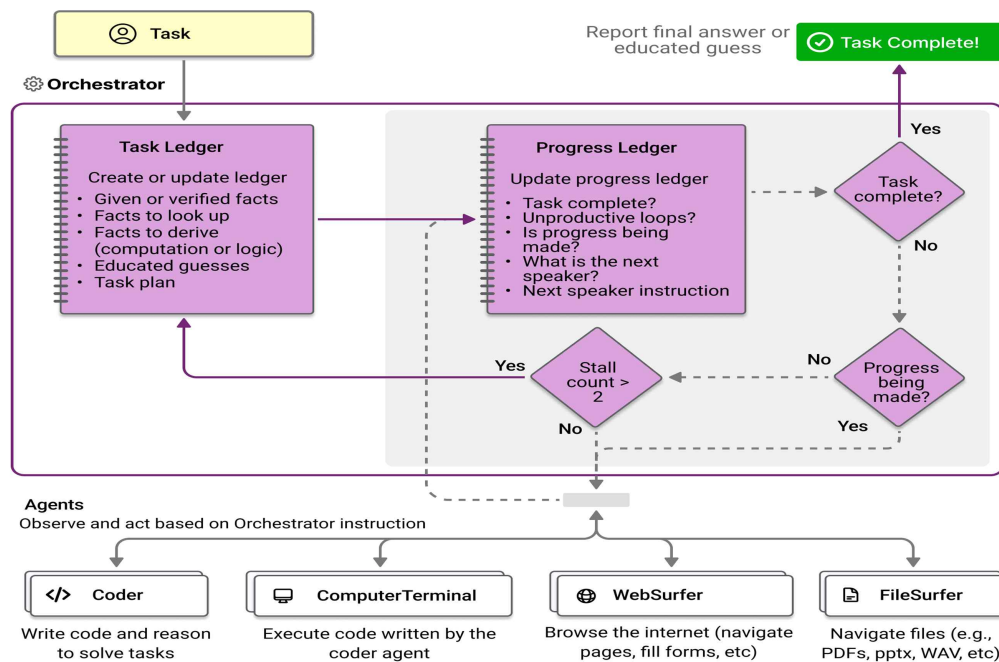 Task
Report final answer or
educated guess
Task Complete!
Orchestrator
Task Ledger
Create or update ledger
• Given or verified facts
• Facts to look up
• Facts to derive
(computation or logic)
• Educated guesses
• Task plan
Progress Ledger
Update progress ledger
• Task complete?
• Unproductive loops?
• Is progress being
made?
• What is the next
speaker?
• Next speaker instruction
Yes
Task
complete?
No
Progress
being
made?
No
Yes
Stall
count >
2
Yes
No
Agents
Observe and act based on Orchestrator instruction
</> Coder
Write code and reason
to solve tasks
ComputerTerminal
Execute code written by the
coder agent
WebSurfer
Browse the internet (navigate
pages, fill forms, etc)
FileSurfer
Navigate files (e.g.,
PDFs, pptx, WAV, etc)